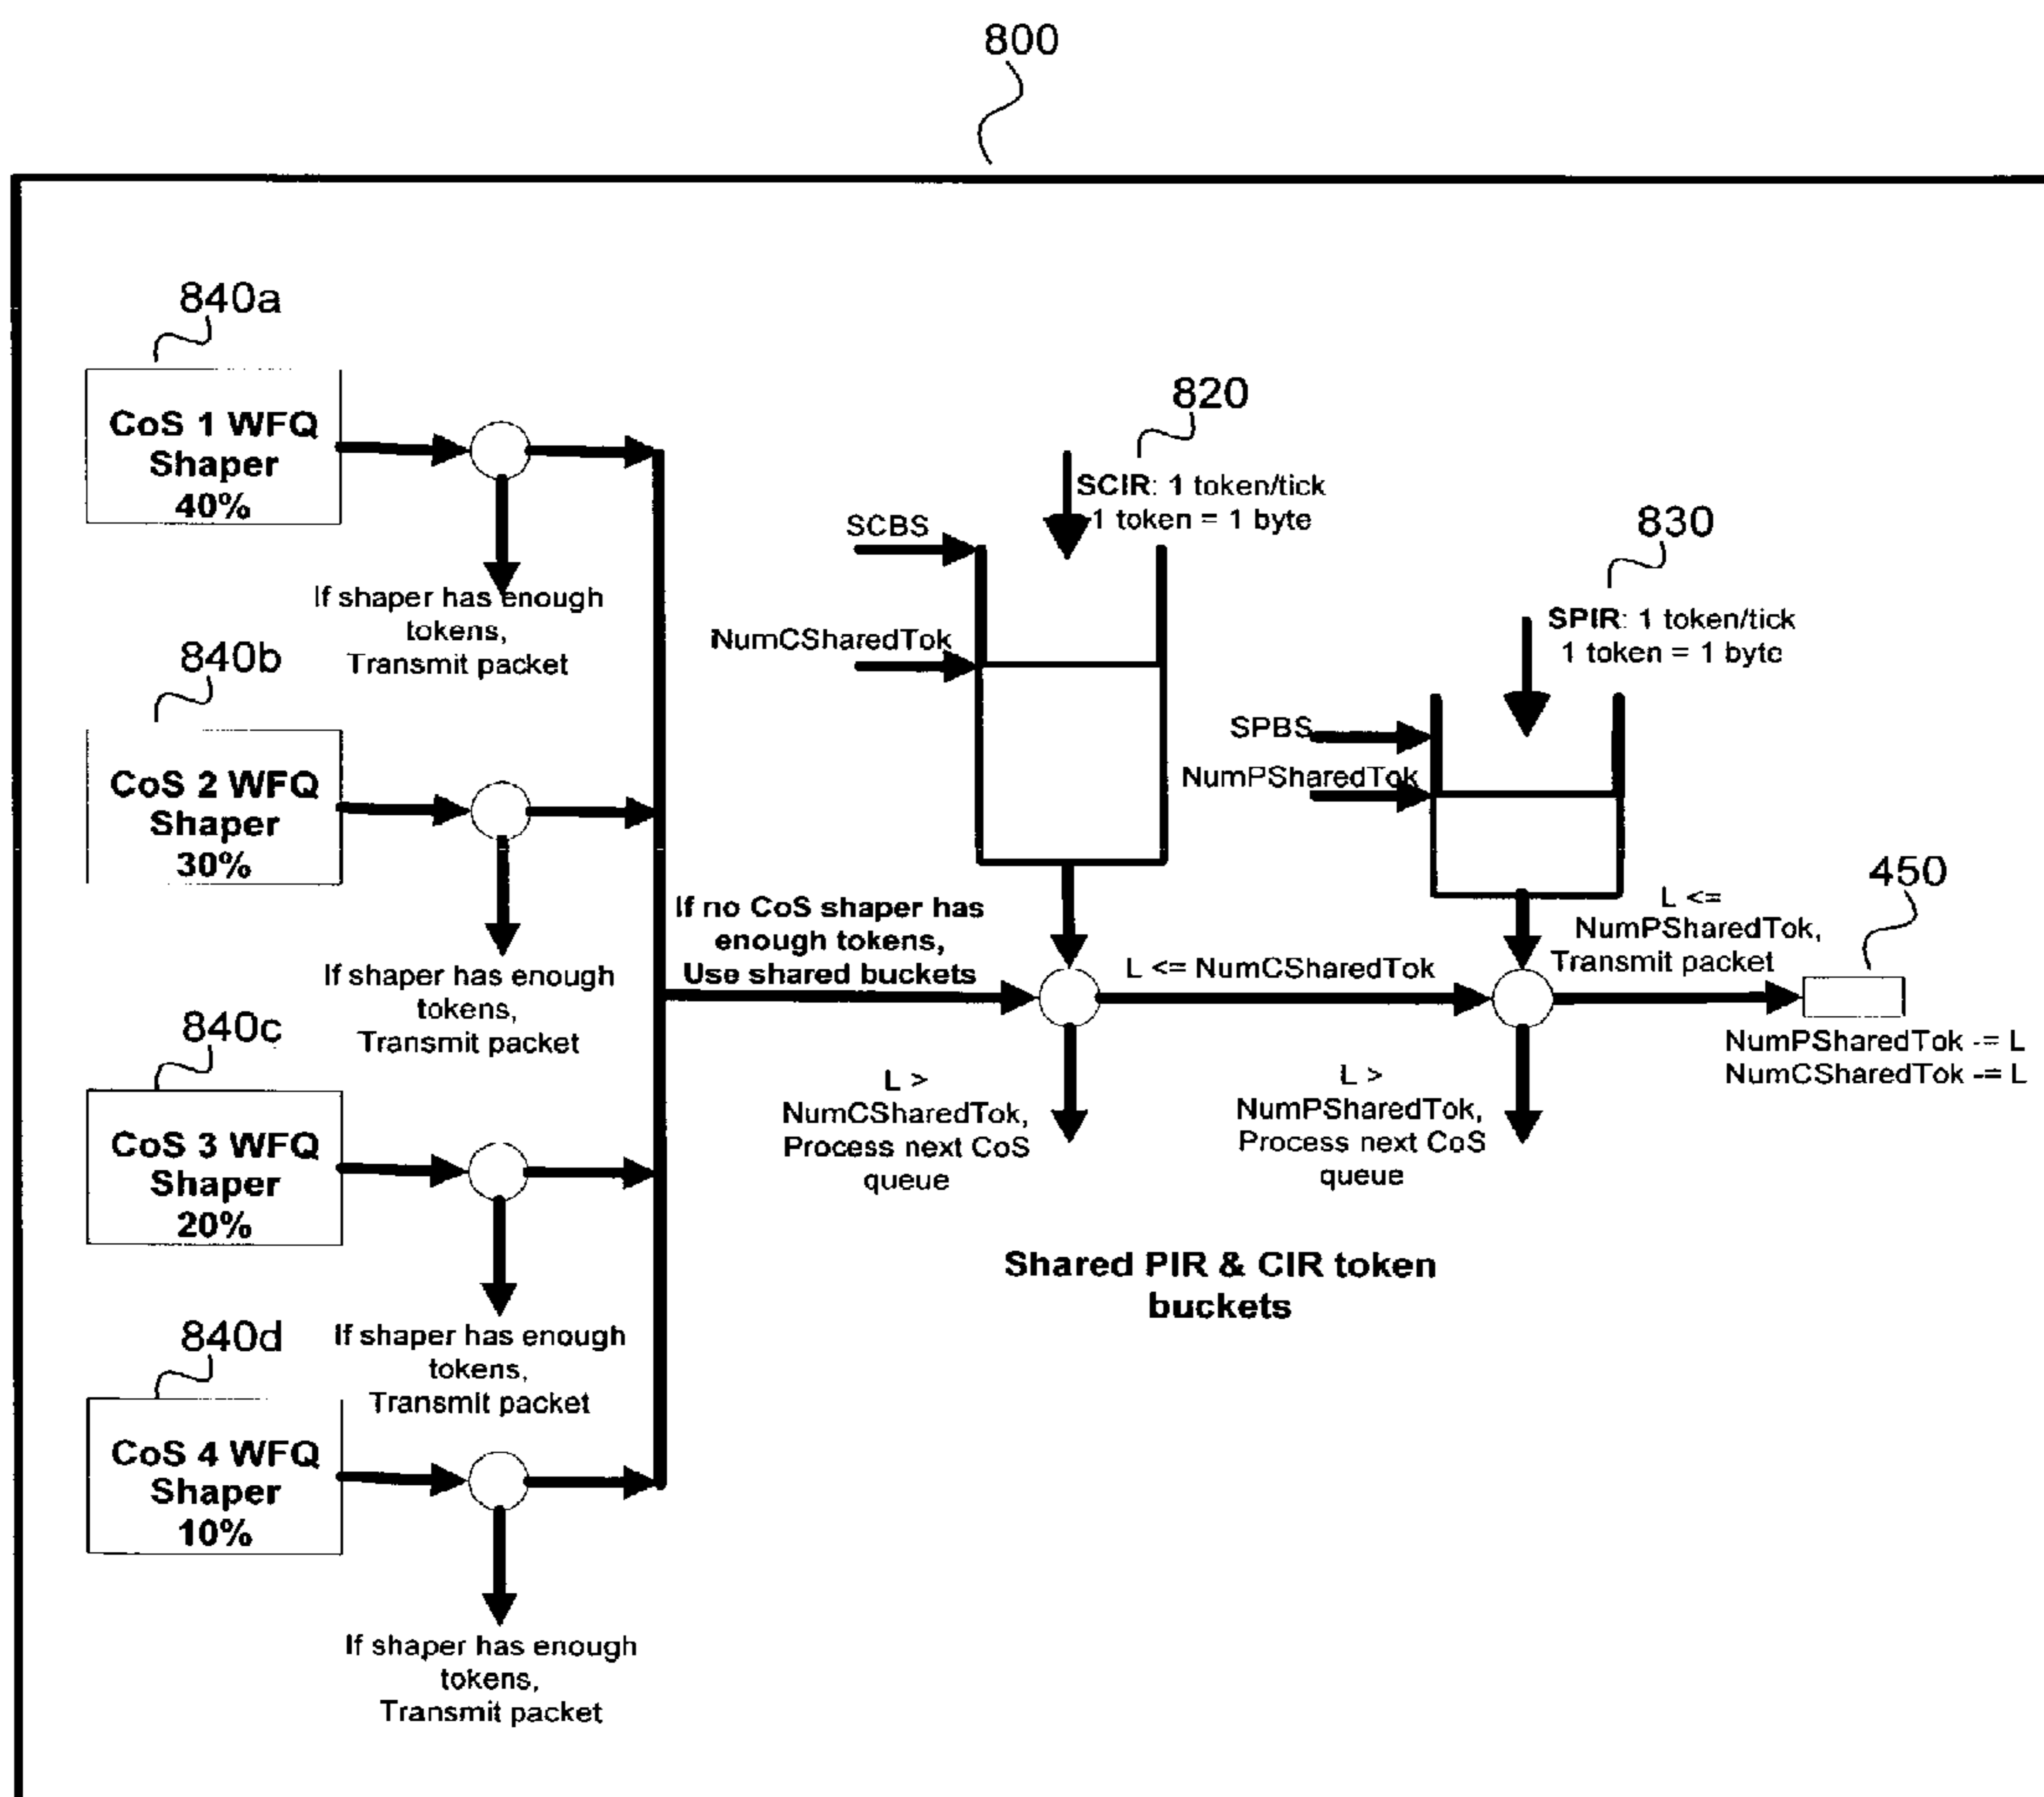 800
840a
CoS 1 WFQ
Shaper
40%
If shaper has enough
tokens,
Transmit packet
840b
CoS 2 WFQ
Shaper
30%
If shaper has enough
tokens,
Transmit packet
840c
CoS 3 WFQ
Shaper
20%
If shaper has enough
tokens,
Transmit packet
840d
CoS 4 WFQ
Shaper
10%
If shaper has enough
tokens,
Transmit packet
If no CoS shaper has
enough tokens,
Use shared buckets
820
SCIR: 1 token/tick
1 token = 1 byte
SCBS
NumCSharedTok
L <= NumCSharedTok
L >
NumCSharedTok,
Process next CoS
queue
830
SPIR: 1 token/tick
1 token = 1 byte
SPBS
NumPSharedTok
L <=
NumPSharedTok,
Transmit packet
L >
NumPSharedTok,
Process next CoS
queue
450
NumPSharedTok -= L
NumCSharedTok -= L
Shared PIR & CIR token
buckets